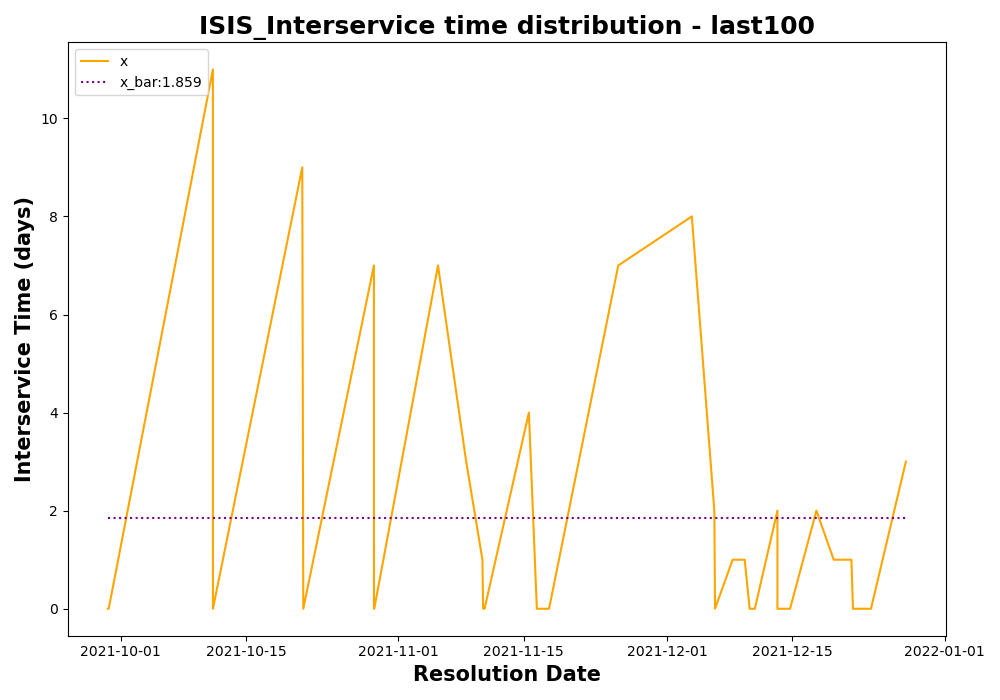 ISIS_Interservice time distribution - last100
x
x_bar:1.859
Interservice Time (days)
10
8
6
4
2
0
2021-10-01 2021-10-15 2021-11-01 2021-11-15 2021-12-01 2021-12-15 2022-01-01
Resolution Date